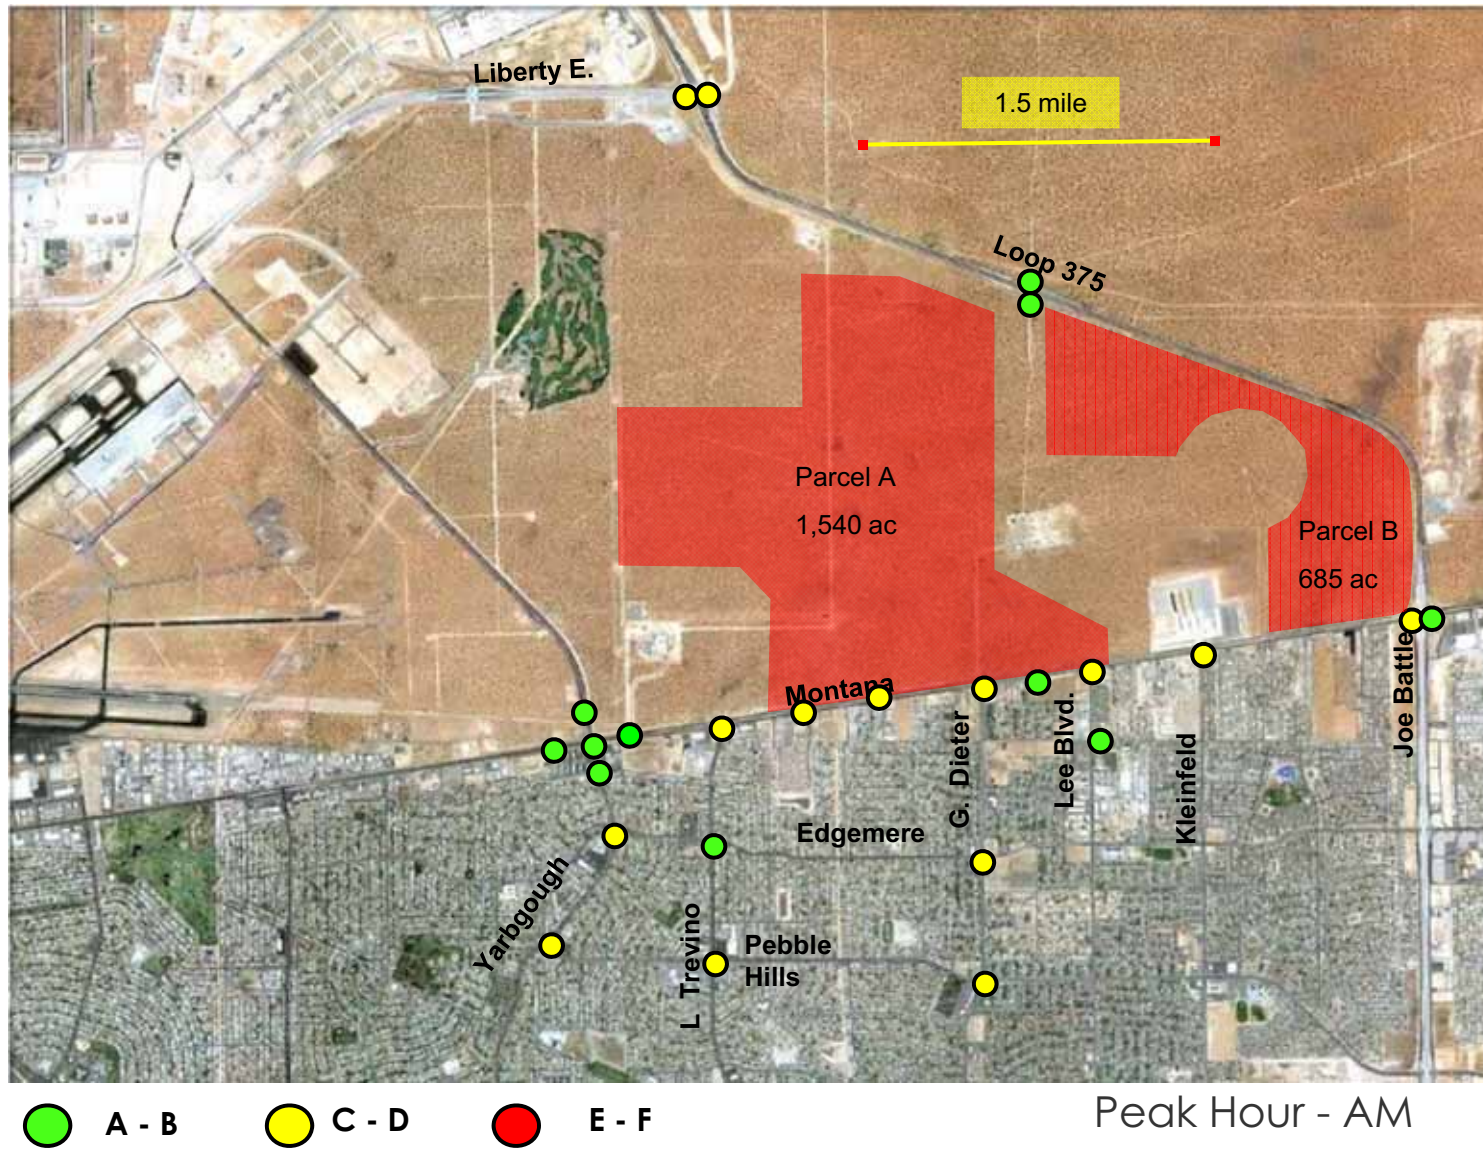 Liberty E.
1.5 mile
Loop 375
Parcel A
1,540 ac
Parcel B
685 ac
Montana
Joe Battle
G. Dieter
Lee Blvd.
Kleinfeld
Edgemere
Yarbgough
L Trevino
Pebble
Hills
A - B
C - D
E - F
Peak Hour - AM